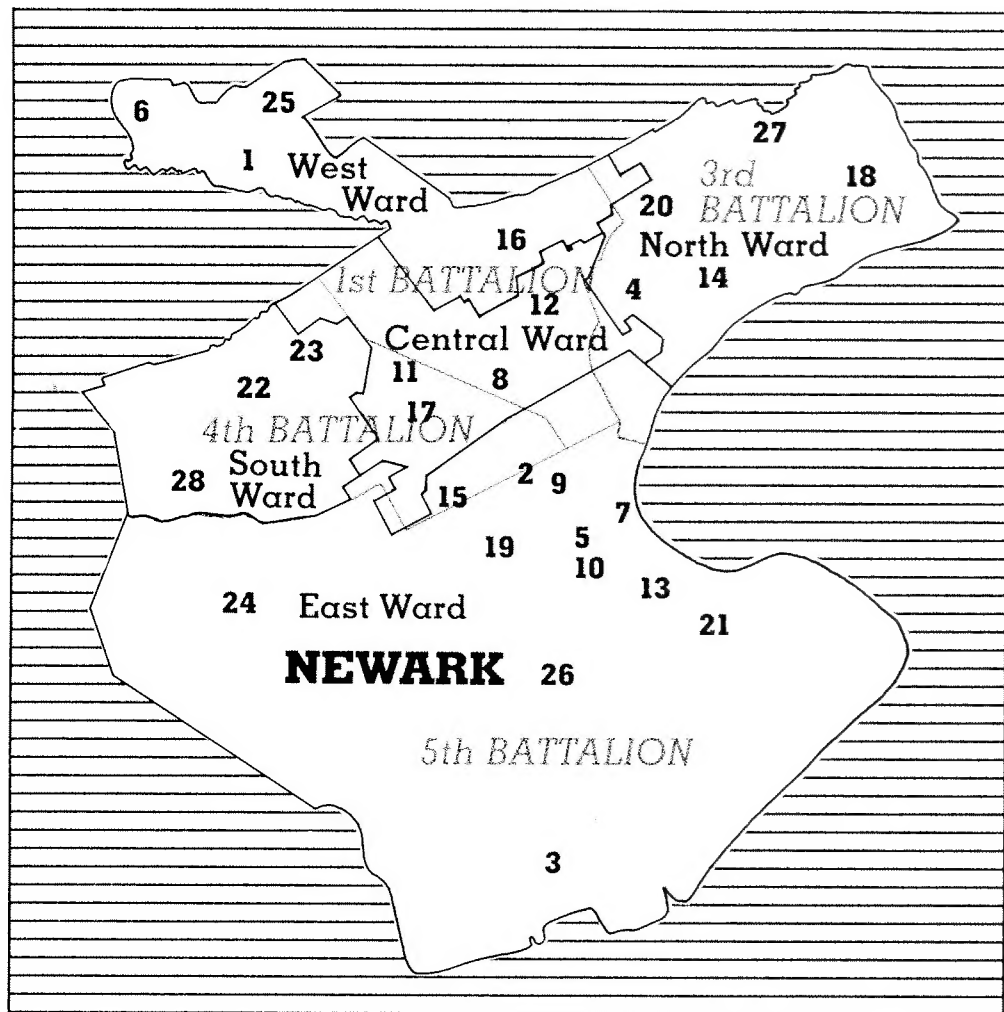 25
6
27
1
West
Ward
3rd
BATTALION
18
20
16
North Ward
1st BATTALION
14
4
12
Central Ward
23
11
8
22
17
4th BATTALION
South
Ward
28
2
9
15
7
5
19
10
13
24
East Ward
21
NEWARK
26
5th BATTALION
3